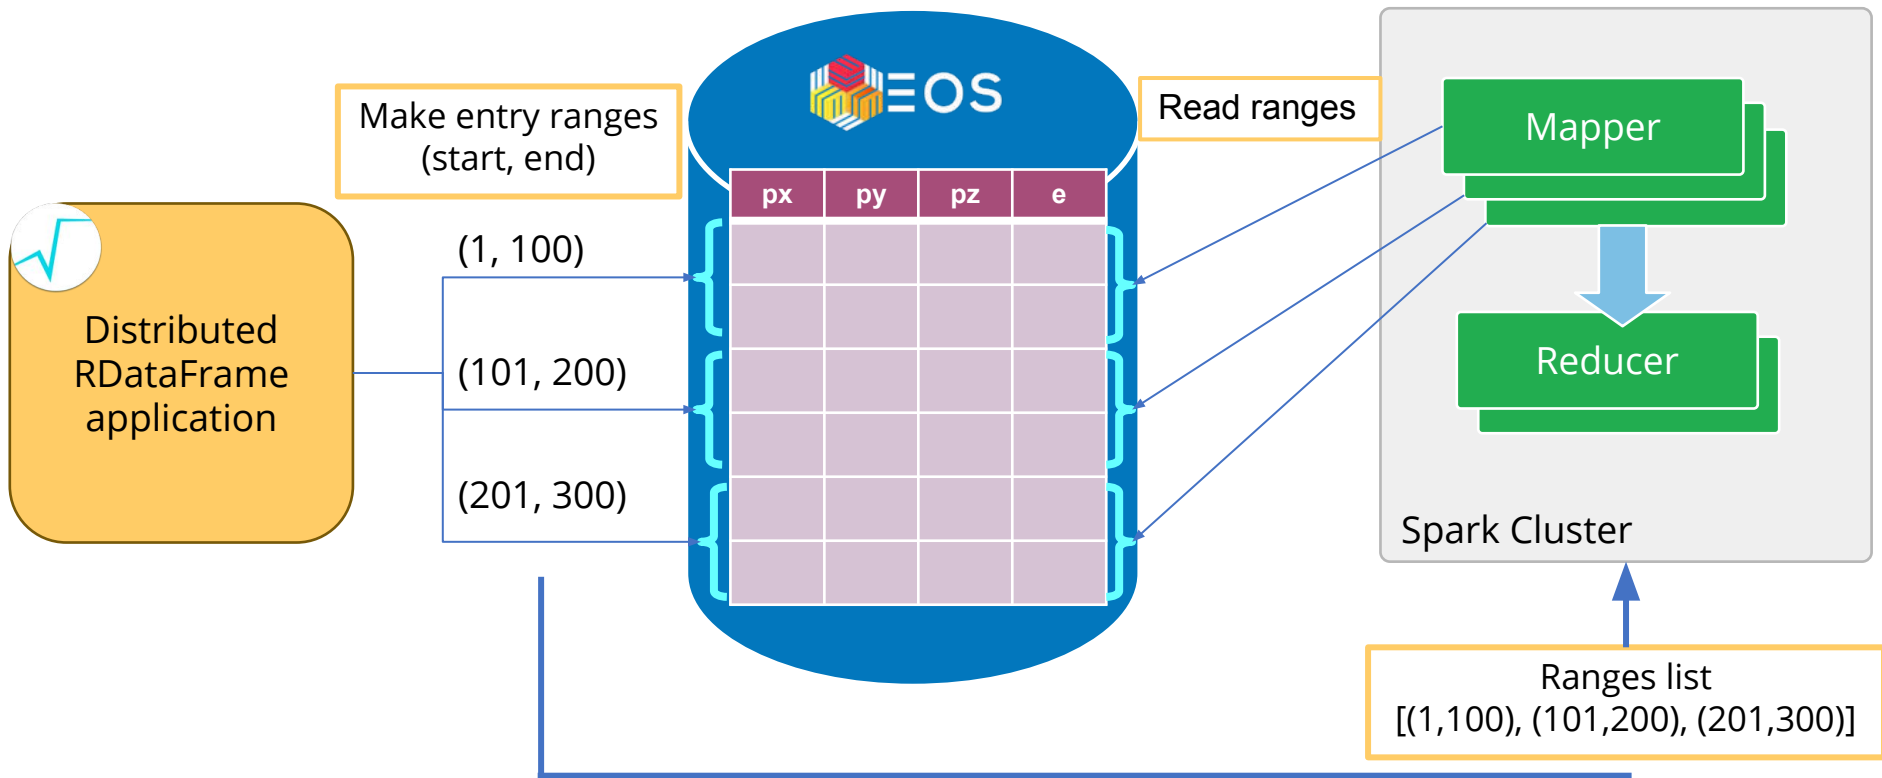 Make entry ranges
(start, end)
EOS
Read ranges
Mapper
px py pz e
(1, 100)
Distributed
RDataFrame
application
(101, 200)
Reducer
(201, 300)
Spark Cluster
Ranges list
[(1,100), (101,200), (201,300)]